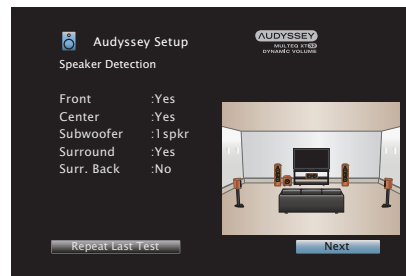 Audyssey Setup
AUDYSSEY
MULTEQ XT32
DYNAMIC VOLUME
Speaker Detection
Front :Yes
Center :Yes
Subwoofer :1spkr
Surround :Yes
Surr. Back :No
Repeat Last Test
Next